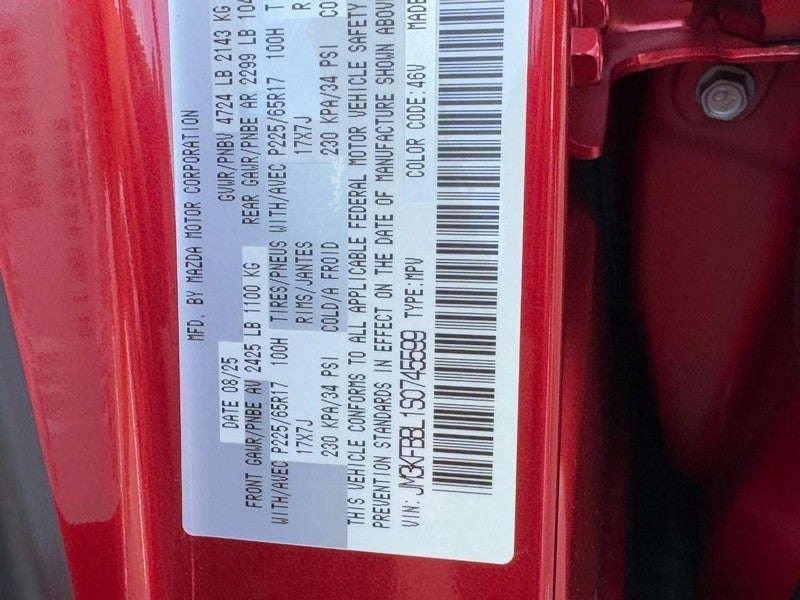 MFD. BY MAZDA MOTOR CORPORATION
DATE 08/25 GVWR/PNBV 4724 LB 2143 KG
FRONT GAWR/PNBE AV 2425 LB 1100 KG REAR GAWR/PNBE AR 2299 LB
WITH/AVEC P225/65R17 100H TIRES/PNEUS WITH/AVEC P225/65R17 100H
17X7J RIMS/JANTES 17X7J
230 KPA/34 PSI COLD/A FROID 230 KPA/34 PSI
THIS VEHICLE CONFORMS TO ALL APPLICABLE FEDERAL MOTOR VEHICLE SAFETY
PREVENTION STANDARDS IN EFFECT ON THE DATE OF MANUFACTURE SHOWN ABOV
VIN: JM3KFBBL1S0745599 TYPE:MPV COLOR CODE:46V MADE